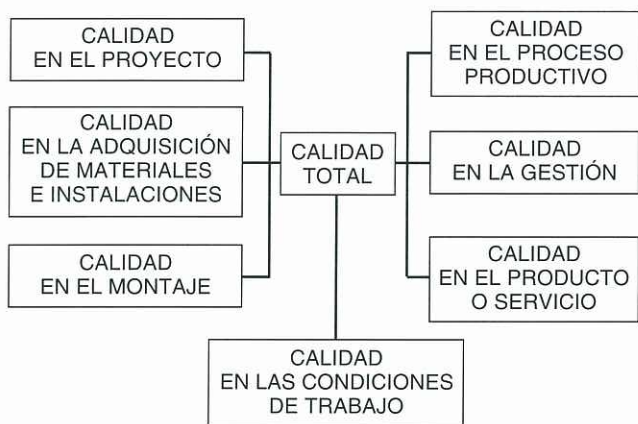 CALIDAD
EN EL PROYECTO
CALIDAD
EN LA ADQUISICIÓN
DE MATERIALES
E INSTALACIONES
CALIDAD
EN EL MONTAJE
CALIDAD
TOTAL
CALIDAD
EN EL PROCESO
PRODUCTIVO
CALIDAD
EN LA GESTIÓN
CALIDAD
EN EL PRODUCTO
O SERVICIO
CALIDAD
EN LAS CONDICIONES
DE TRABAJO